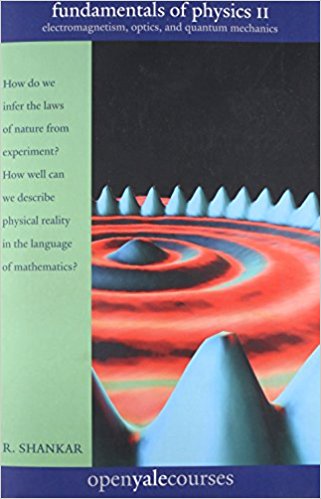 fundamentals of physics II
electromagnetism, optics, and quantum mechanics
How do we
infer the laws
of nature from
experiment?
How well can
we describe
physical reality
in the language
of mathematics?
R. SHANKAR
openyalecourses